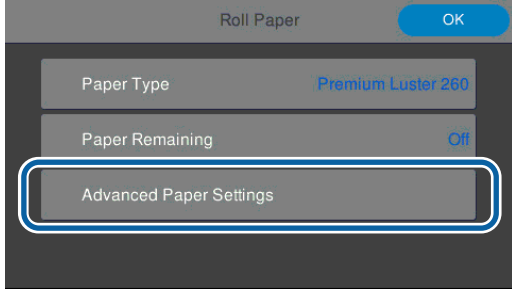 Roll Paper OK
Paper Type Premium Luster 260
Paper Remaining Off
Advanced Paper Settings